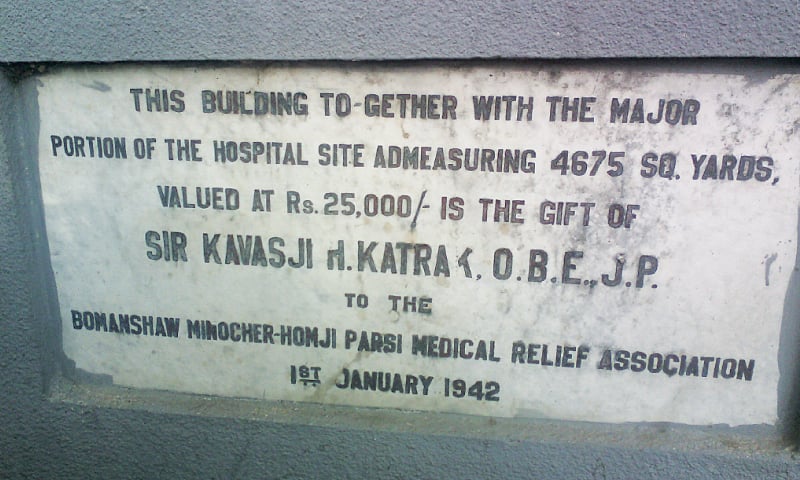 THIS BUILDING TO-GETHER WITH THE MAJOR
PORTION OF THE HOSPITAL SITE ADMEASURING 4675 SQ. YARDS,
VALUED AT Rs. 25,000/- IS THE GIFT OF
SIR KAVASJI H. KATRAK, O.B.E., J.P.
TO THE
BOMANSHAW MINOCHER-HOMJI PARSI MEDICAL RELIEF ASSOCIATION
1ST JANUARY 1942